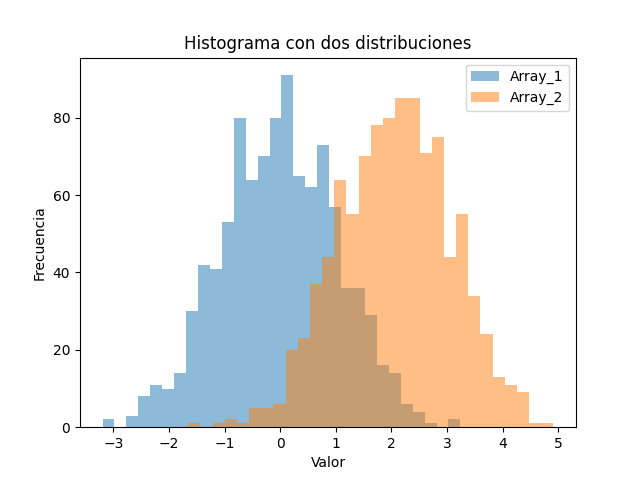 Histograma con dos distribuciones
Array_1
Array_2
Frecuencia
80
60
40
20
0
−3 −2 −1 0 1 2 3 4 5
Valor